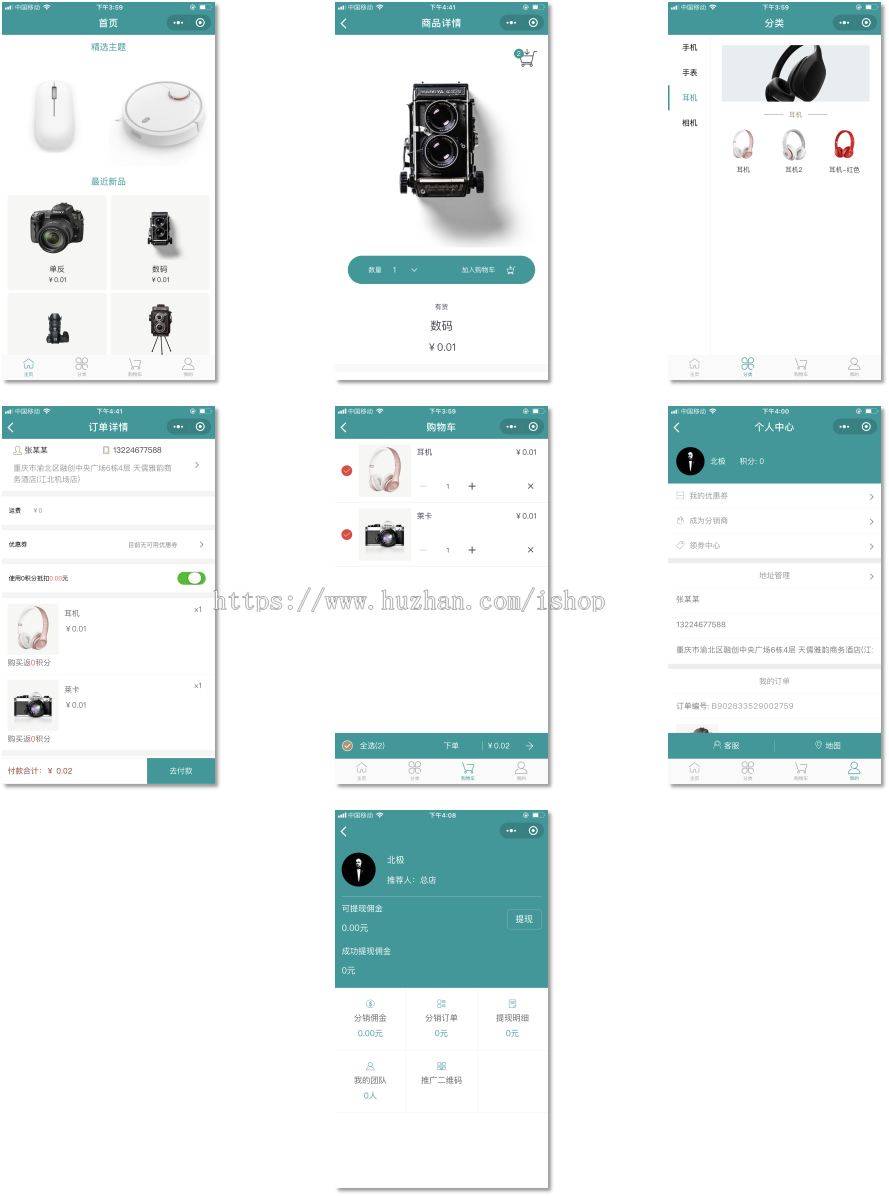 中国移动 下午3:59
首页
精选主题
最近新品
单反
￥0.01
数码
￥0.01
主页 分类 购物车 我的
中国移动 下午4:41
商品详情
2
数量 1 加入购物车
有货
数码
￥0.01
中国移动 下午3:59
分类
手机
手表
耳机
相机
耳机
耳机 耳机2 耳机-红色
主页 分类 购物车 我的
中国移动 下午4:41
订单详情
张某某 13224677588
重庆市渝北区融创中央广场6栋4层 天儒雅韵商
务酒店(江北机场店)
运费 ￥0
优惠券 目前无可用优惠券
使用0积分抵扣0.00元
耳机 ×1
￥0.01
购买返0积分
莱卡 ×1
￥0.01
购买返0积分
付款合计：￥ 0.02 去付款
中国移动 下午3:59
购物车
耳机 ￥0.01
1
莱卡 ￥0.01
1
全选(2) 下单 ￥0.02
主页 分类 购物车 我的
中国移动 下午4:00
个人中心
北极 积分: 0
我的优惠券
成为分销商
领券中心
地址管理
张某某
13224677588
重庆市渝北区融创中央广场6栋4层 天儒雅韵商务酒店(江:
我的订单
订单编号: B902833529002759
客服 地图
主页 分类 购物车 我的
https://www.huzhan.com/ishop
中国移动 下午4:08
北极
推荐人：总店
可提现佣金
0.00元
提现
成功提现佣金
0元
分销佣金 分销订单 提现明细
0.00元 0元 0元
我的团队 推广二维码
0人